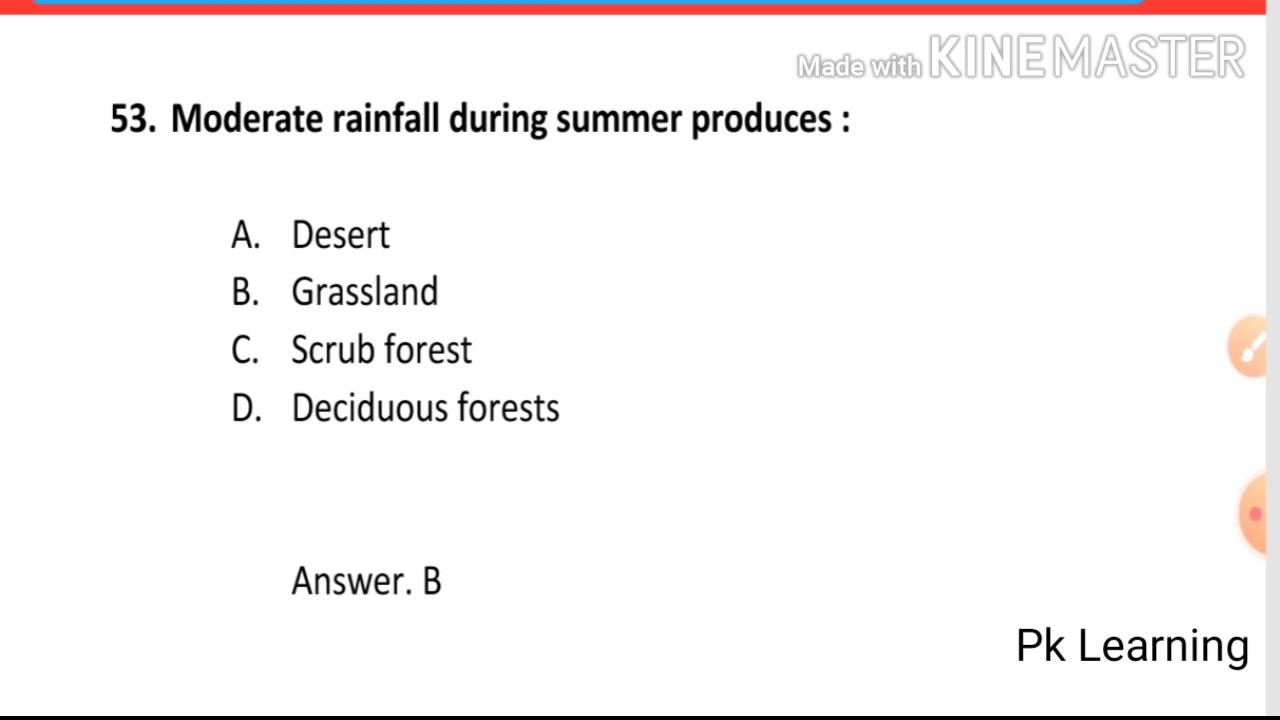 Made with KINEMASTER
53. Moderate rainfall during summer produces :
A. Desert
B. Grassland
C. Scrub forest
D. Deciduous forests
Answer. B
Pk Learning